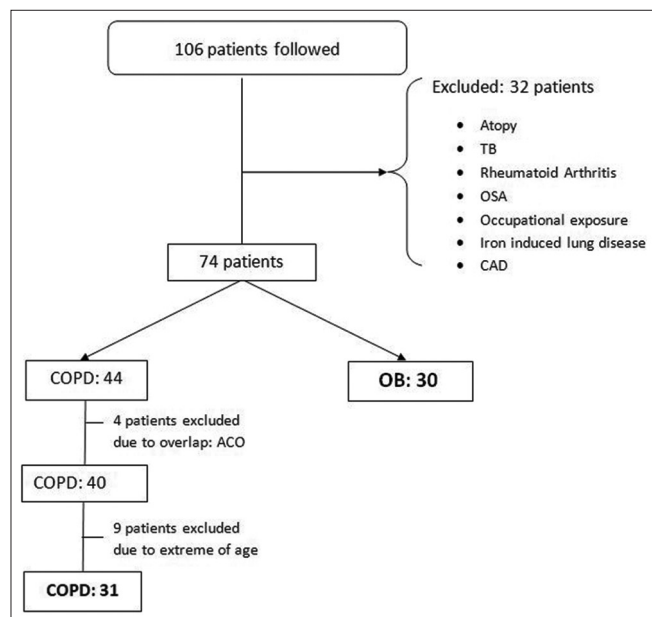 106 patients followed
Excluded: 32 patients
• Atopy
• TB
• Rheumatoid Arthritis
• OSA
• Occupational exposure
• Iron induced lung disease
• CAD
74 patients
COPD: 44
OB: 30
4 patients excluded
due to overlap: ACO
COPD: 40
9 patients excluded
due to extreme of age
COPD: 31